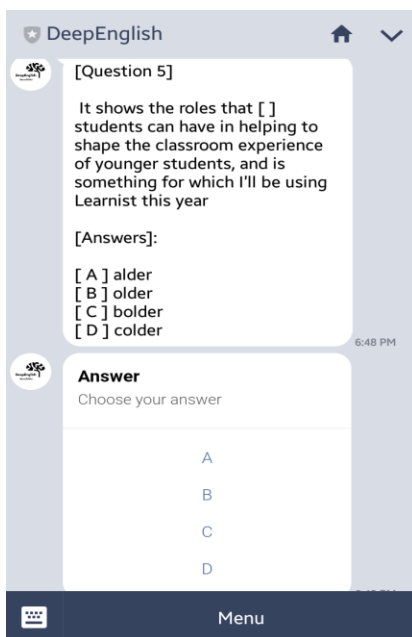 DeepEnglish
[Question 5]
It shows the roles that [ ]
students can have in helping to
shape the classroom experience
of younger students, and is
something for which I'll be using
Learnist this year
[Answers]:
[ A ] alder
[ B ] older
[ C ] bolder
[ D ] colder
6:48 PM
Answer
Choose your answer
A
B
C
D
Menu